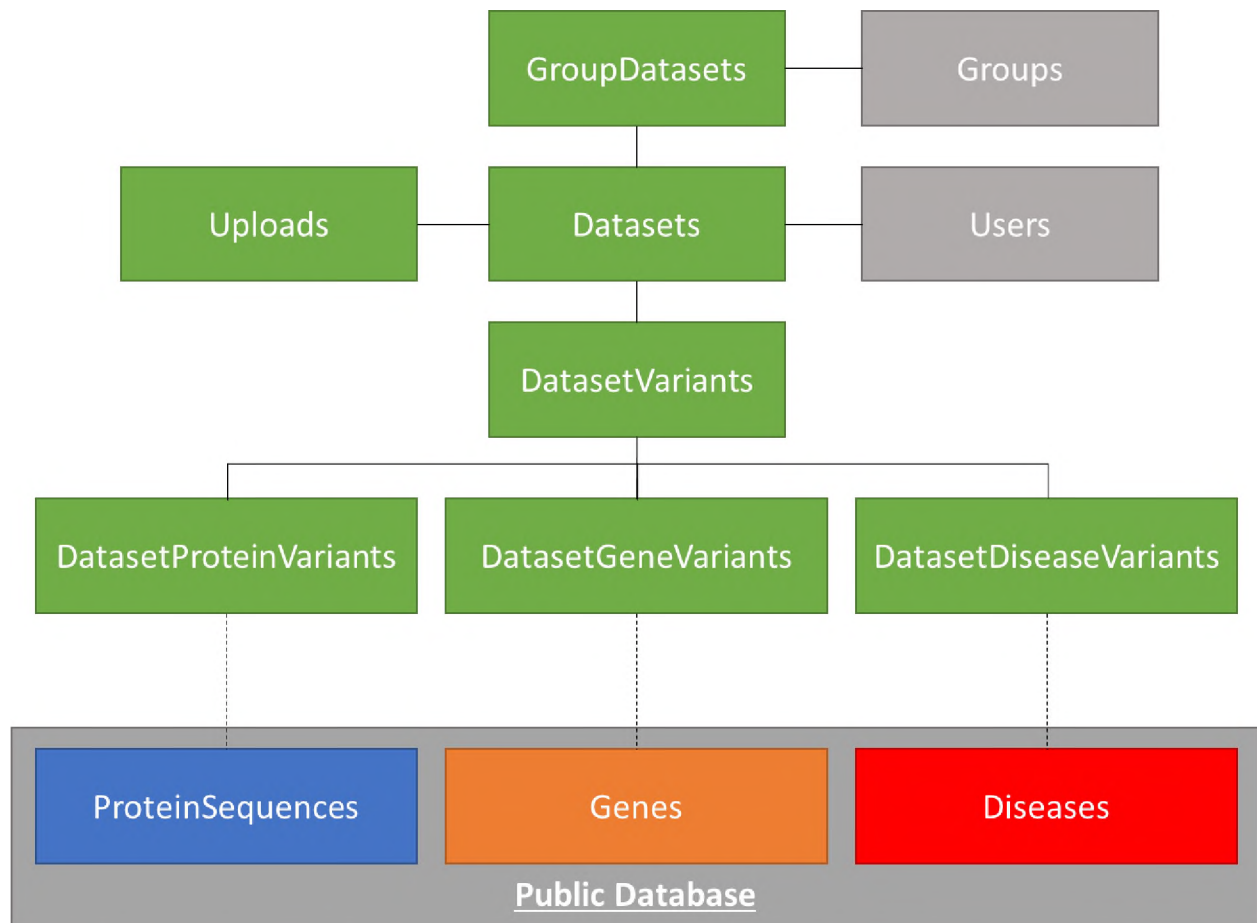 GroupDatasets
Groups
Uploads
Datasets
Users
DatasetVariants
DatasetProteinVariants
DatasetGeneVariants
DatasetDiseaseVariants
ProteinSequences
Genes
Diseases
Public Database